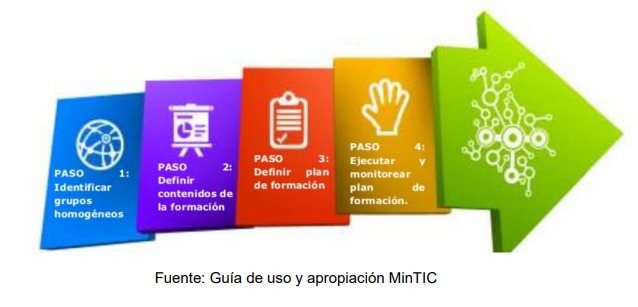 PASO 1:
Identificar
grupos
homogéneos
PASO 2:
Definir
contenidos de
la formación
PASO 3:
Definir plan
de formación
PASO 4:
Ejecutar y
monitorear
plan de
formación.
Fuente: Guía de uso y apropiación MinTIC